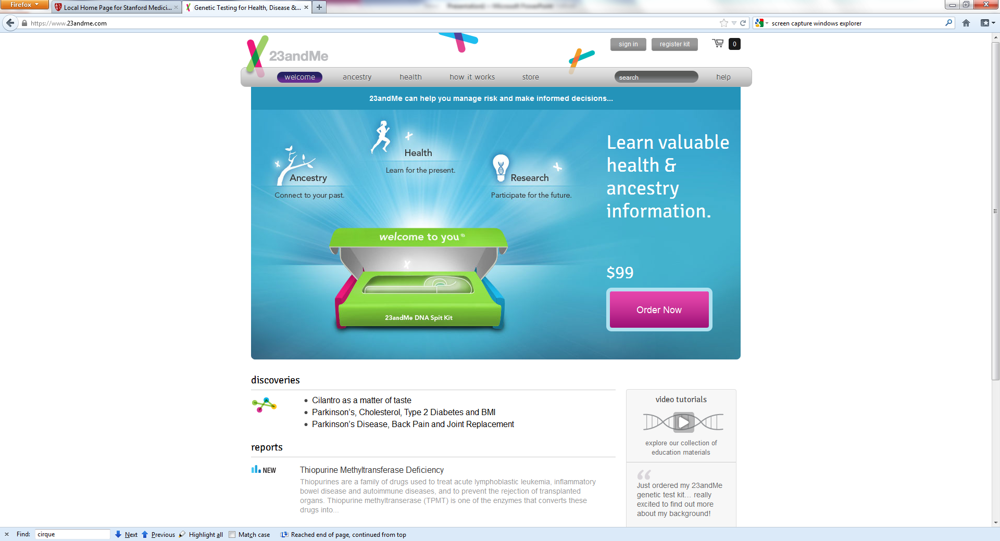 Firefox
Local Home Page for Stanford Medici...
Genetic Testing for Health, Disease &...
https://www.23andme.com
screen capture windows explorer
23andMe
sign in
register kit
0
welcome
ancestry
health
how it works
store
search
help
23andMe can help you manage risk and make informed decisions...
Health
Learn for the present.
Ancestry
Connect to your past.
Research
Participate for the future.
Learn valuable
health &
ancestry
information.
welcome to you®
23andMe DNA Spit Kit
$99
Order Now
discoveries
Cilantro as a matter of taste
Parkinson's, Cholesterol, Type 2 Diabetes and BMI
Parkinson's Disease, Back Pain and Joint Replacement
video tutorials
explore our collection of
education materials
reports
NEW
Thiopurine Methyltransferase Deficiency
Thiopurines are a family of drugs used to treat acute lymphoblastic leukemia, inflammatory
bowel disease and autoimmune diseases, and to prevent the rejection of transplanted
organs. Thiopurine methyltranserase (TPMT) is one of the enzymes that converts these
drugs into...
“
Just ordered my 23andMe
genetic test kit... really
excited to find out more
about my background!
Find:
cirque
Next
Previous
Highlight all
Match case
Reached end of page, continued from top